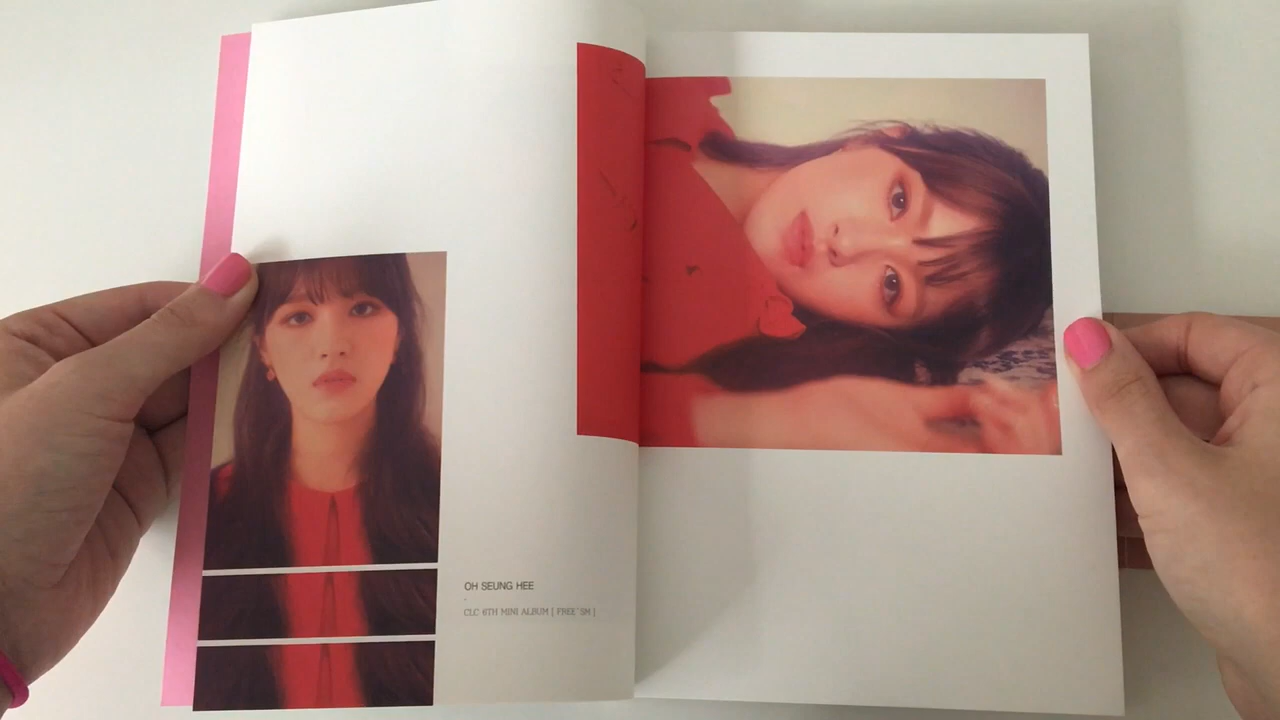 OH SEUNG HEE
-
CLC 6TH MINI ALBUM [ FREE'SM ]